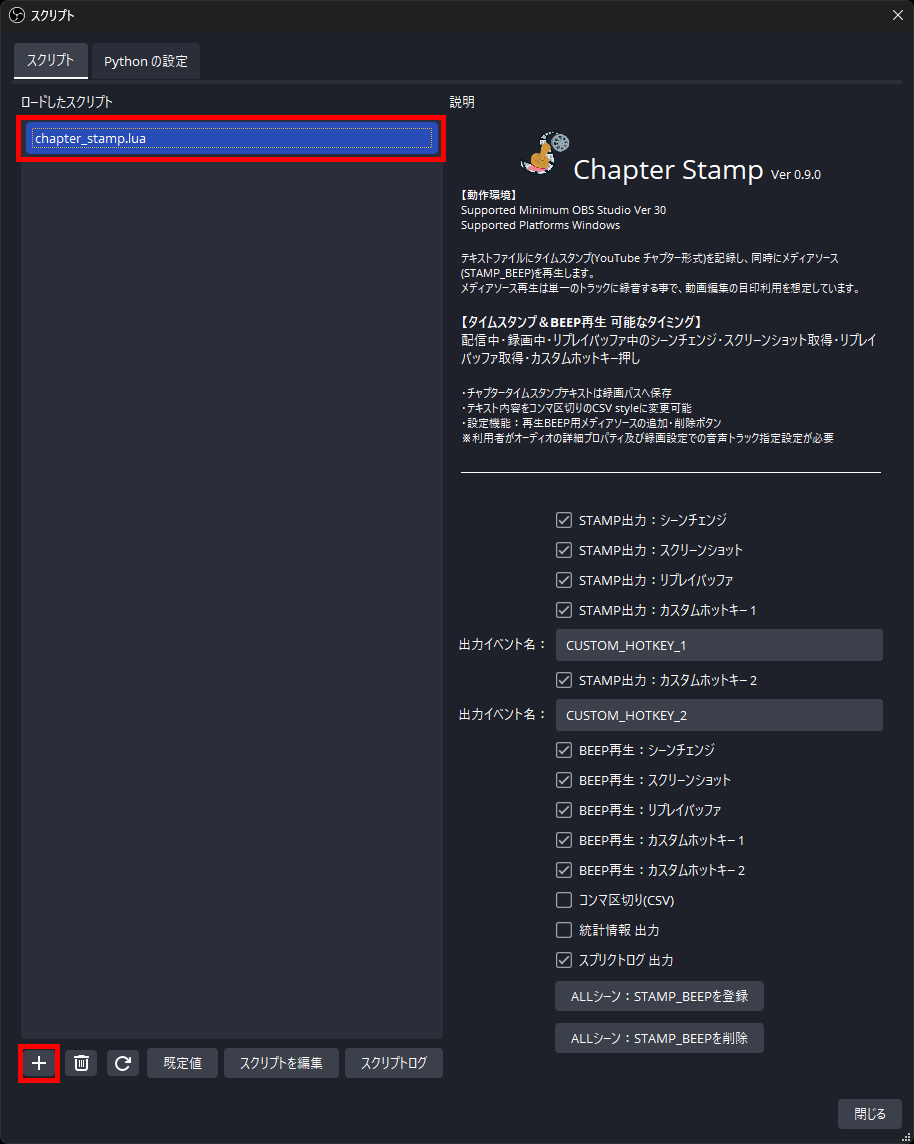 スクリプト
スクリプト
Python の設定
ロードしたスクリプト
chapter_stamp.lua
説明
Chapter Stamp Ver 0.9.0
【動作環境】
Supported Minimum OBS Studio Ver 30
Supported Platforms Windows
テキストファイルにタイムスタンプ(YouTube チャプター形式)を記録し、同時にメディアソース
(STAMP_BEEP)を再生します。
メディアソース再生は単一のトラックに録音する事で、動画編集の目印利用を想定しています。
【タイムスタンプ＆BEEP再生 可能なタイミング】
配信中・録画中・リプレイバッファ中のシーンチェンジ・スクリーンショット取得・リプレイ
バッファ取得・カスタムホットキー押し
・チャプタータイムスタンプテキストは録画パスへ保存
・テキスト内容をコンマ区切りのCSV styleに変更可能
・設定機能：再生BEEP用メディアソースの追加・削除ボタン
※利用者がオーディオの詳細プロパティ及び録画設定での音声トラック指定設定が必要
STAMP出力：シーンチェンジ
STAMP出力：スクリーンショット
STAMP出力：リプレイバッファ
STAMP出力：カスタムホットキー1
出力イベント名： CUSTOM_HOTKEY_1
STAMP出力：カスタムホットキー2
出力イベント名： CUSTOM_HOTKEY_2
BEEP再生：シーンチェンジ
BEEP再生：スクリーンショット
BEEP再生：リプレイバッファ
BEEP再生：カスタムホットキー1
BEEP再生：カスタムホットキー2
コンマ区切り(CSV)
統計情報 出力
スプリクトログ 出力
ALLシーン：STAMP_BEEPを登録
ALLシーン：STAMP_BEEPを削除
既定値
スクリプトを編集
スクリプトログ
閉じる